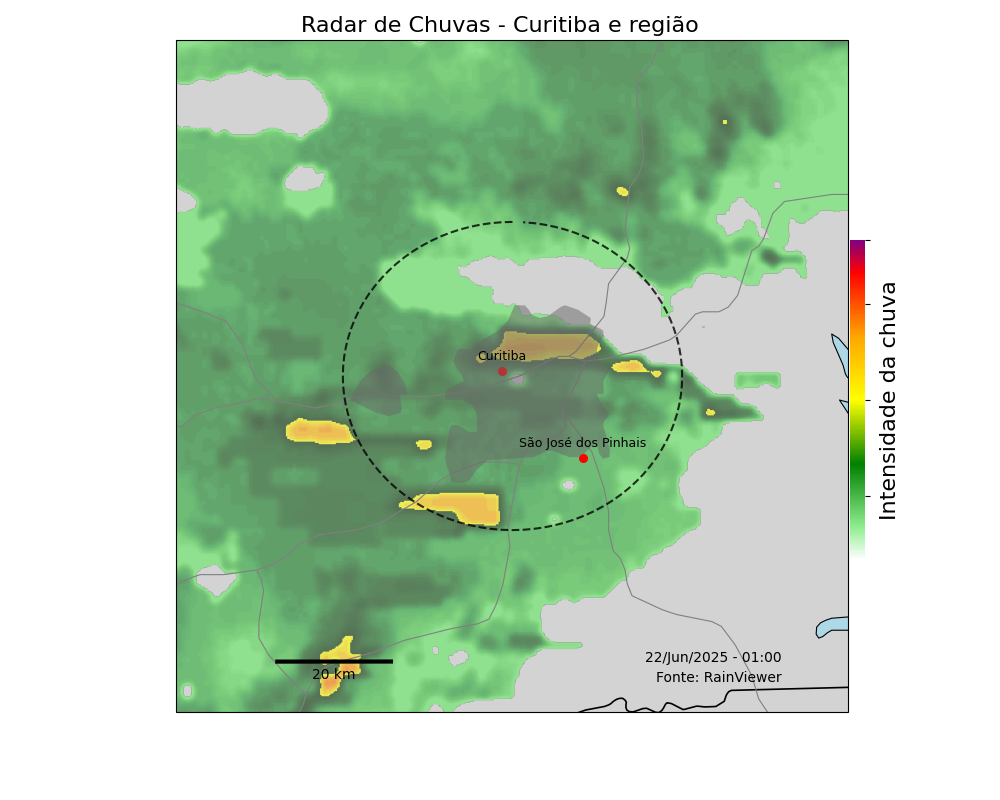 Radar de Chuvas - Curitiba e região
Curitiba
São José dos Pinhais
Intensidade da chuva
22/Jun/2025 - 01:00
Fonte: RainViewer
20 km